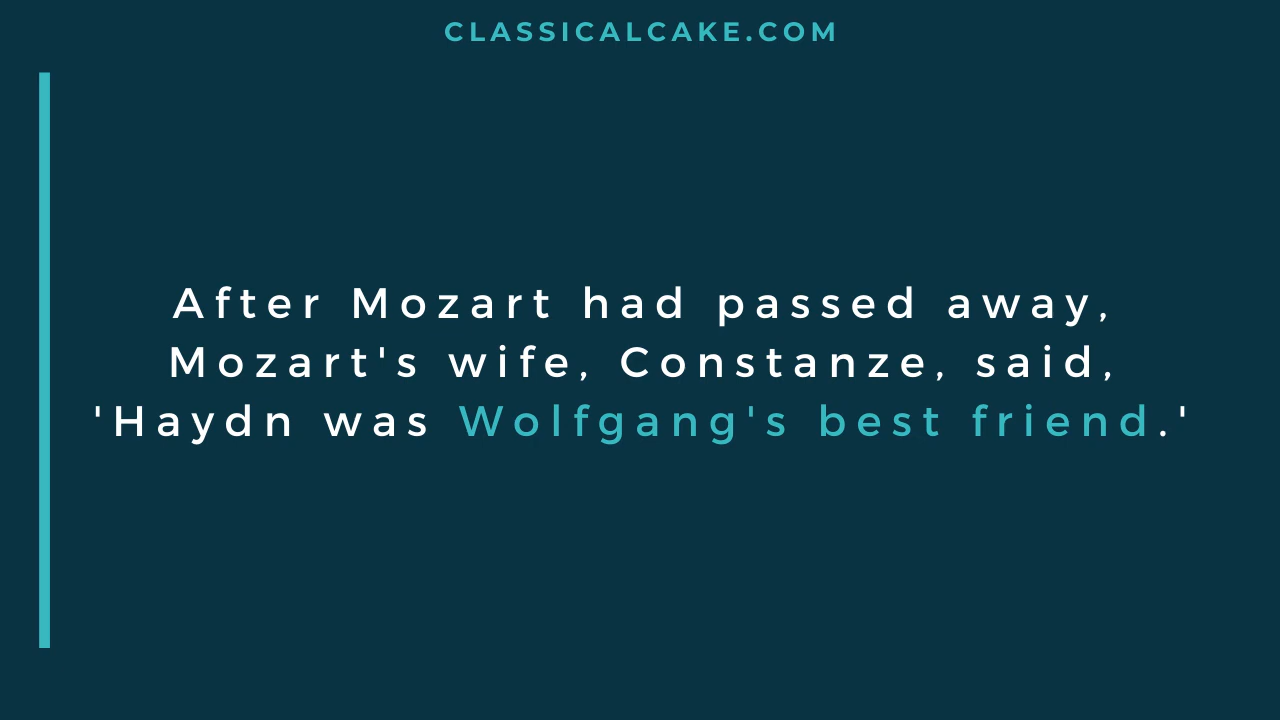 CLASSICALCAKE.COM
After Mozart had passed away,
Mozart's wife, Constanze, said,
'Haydn was Wolfgang's best friend.'